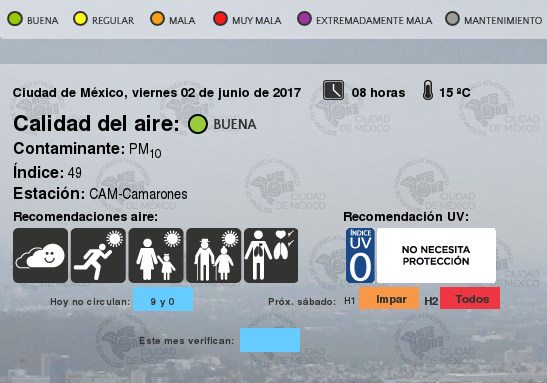 BUENA REGULAR MALA MUY MALA EXTREMADAMENTE MALA MANTENIMIENTO
Ciudad de México, viernes 02 de junio de 2017 08 horas 15 ºC
Calidad del aire: BUENA
Contaminante: PM10
Índice: 49
Estación: CAM-Camarones
Recomendaciones aire: Recomendación UV:
ÍNDICE
UV
0
NO NECESITA
PROTECCIÓN
Hoy no circulan: 9 y 0 Próx. sábado: H1 Impar H2 Todos
Este mes verifican: